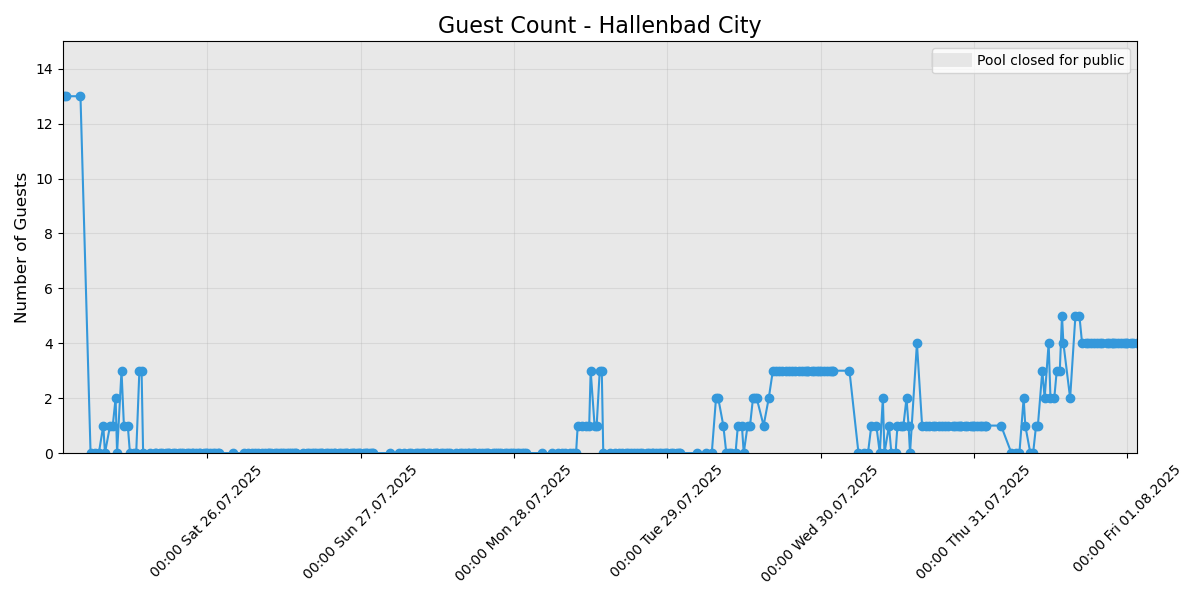 Guest Count - Hallenbad City
Pool closed for public
Number of Guests
14
12
10
8
6
4
2
0
00:00 Sat 26.07.2025
00:00 Sun 27.07.2025
00:00 Mon 28.07.2025
00:00 Tue 29.07.2025
00:00 Wed 30.07.2025
00:00 Thu 31.07.2025
00:00 Fri 01.08.2025